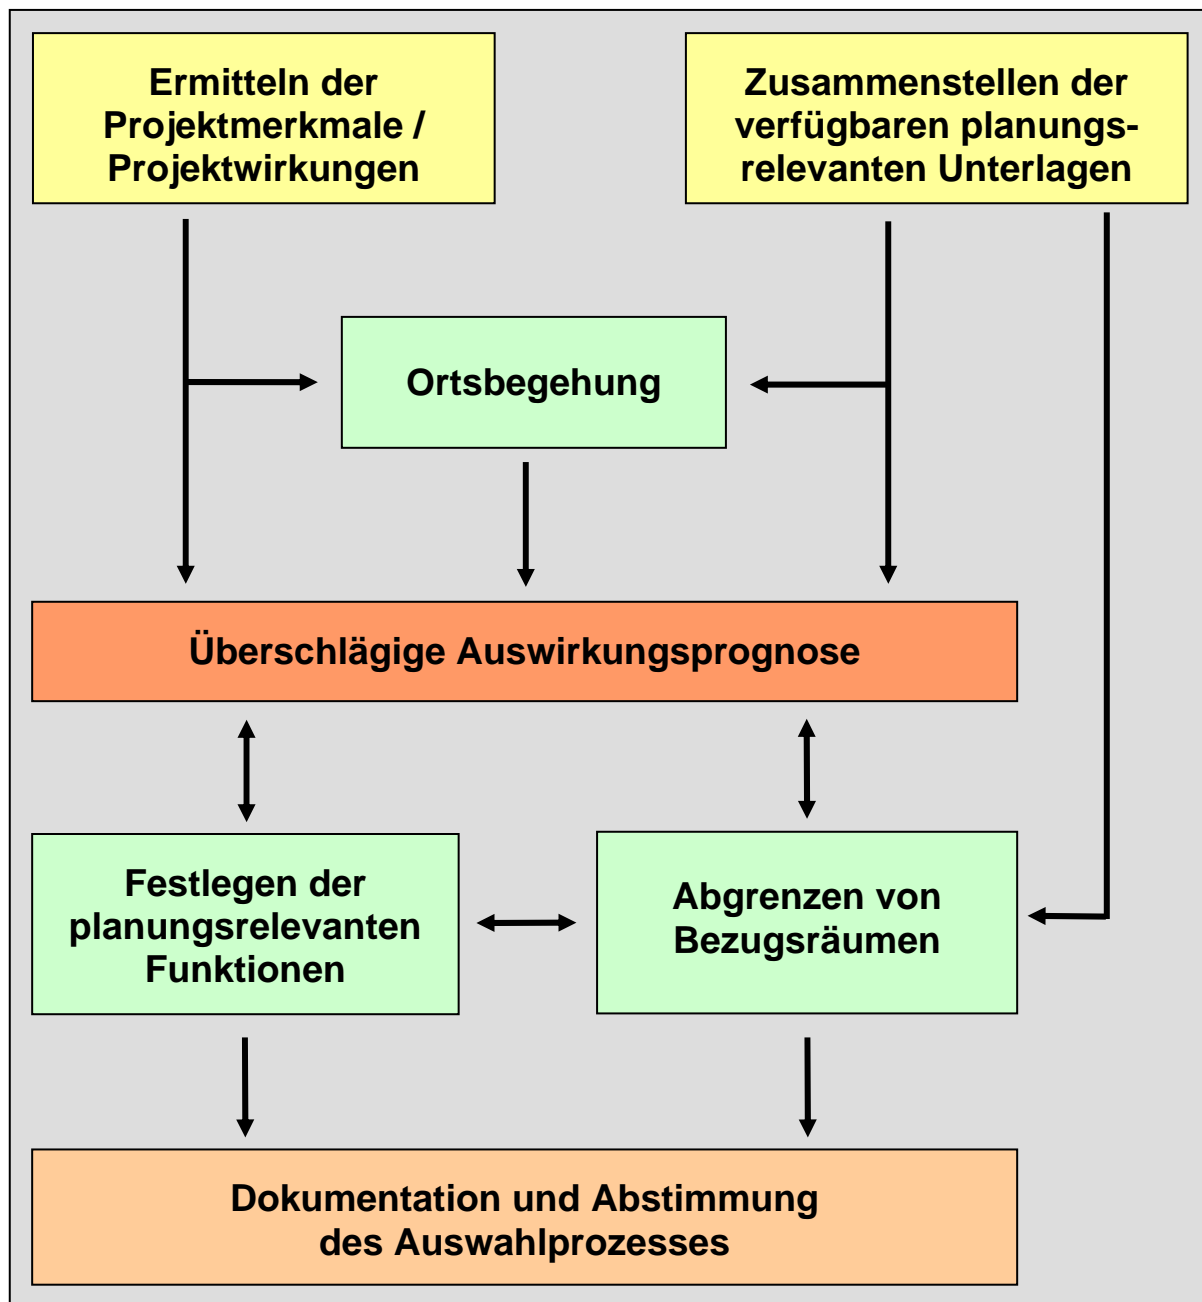 Ermitteln der
Projektmerkmale /
Projektwirkungen
Zusammenstellen der
verfügbaren planungs-
relevanten Unterlagen
Ortsbegehung
Überschlägige Auswirkungsprognose
Festlegen der
planungsrelevanten
Funktionen
Abgrenzen von
Bezugsräumen
Dokumentation und Abstimmung
des Auswahlprozesses